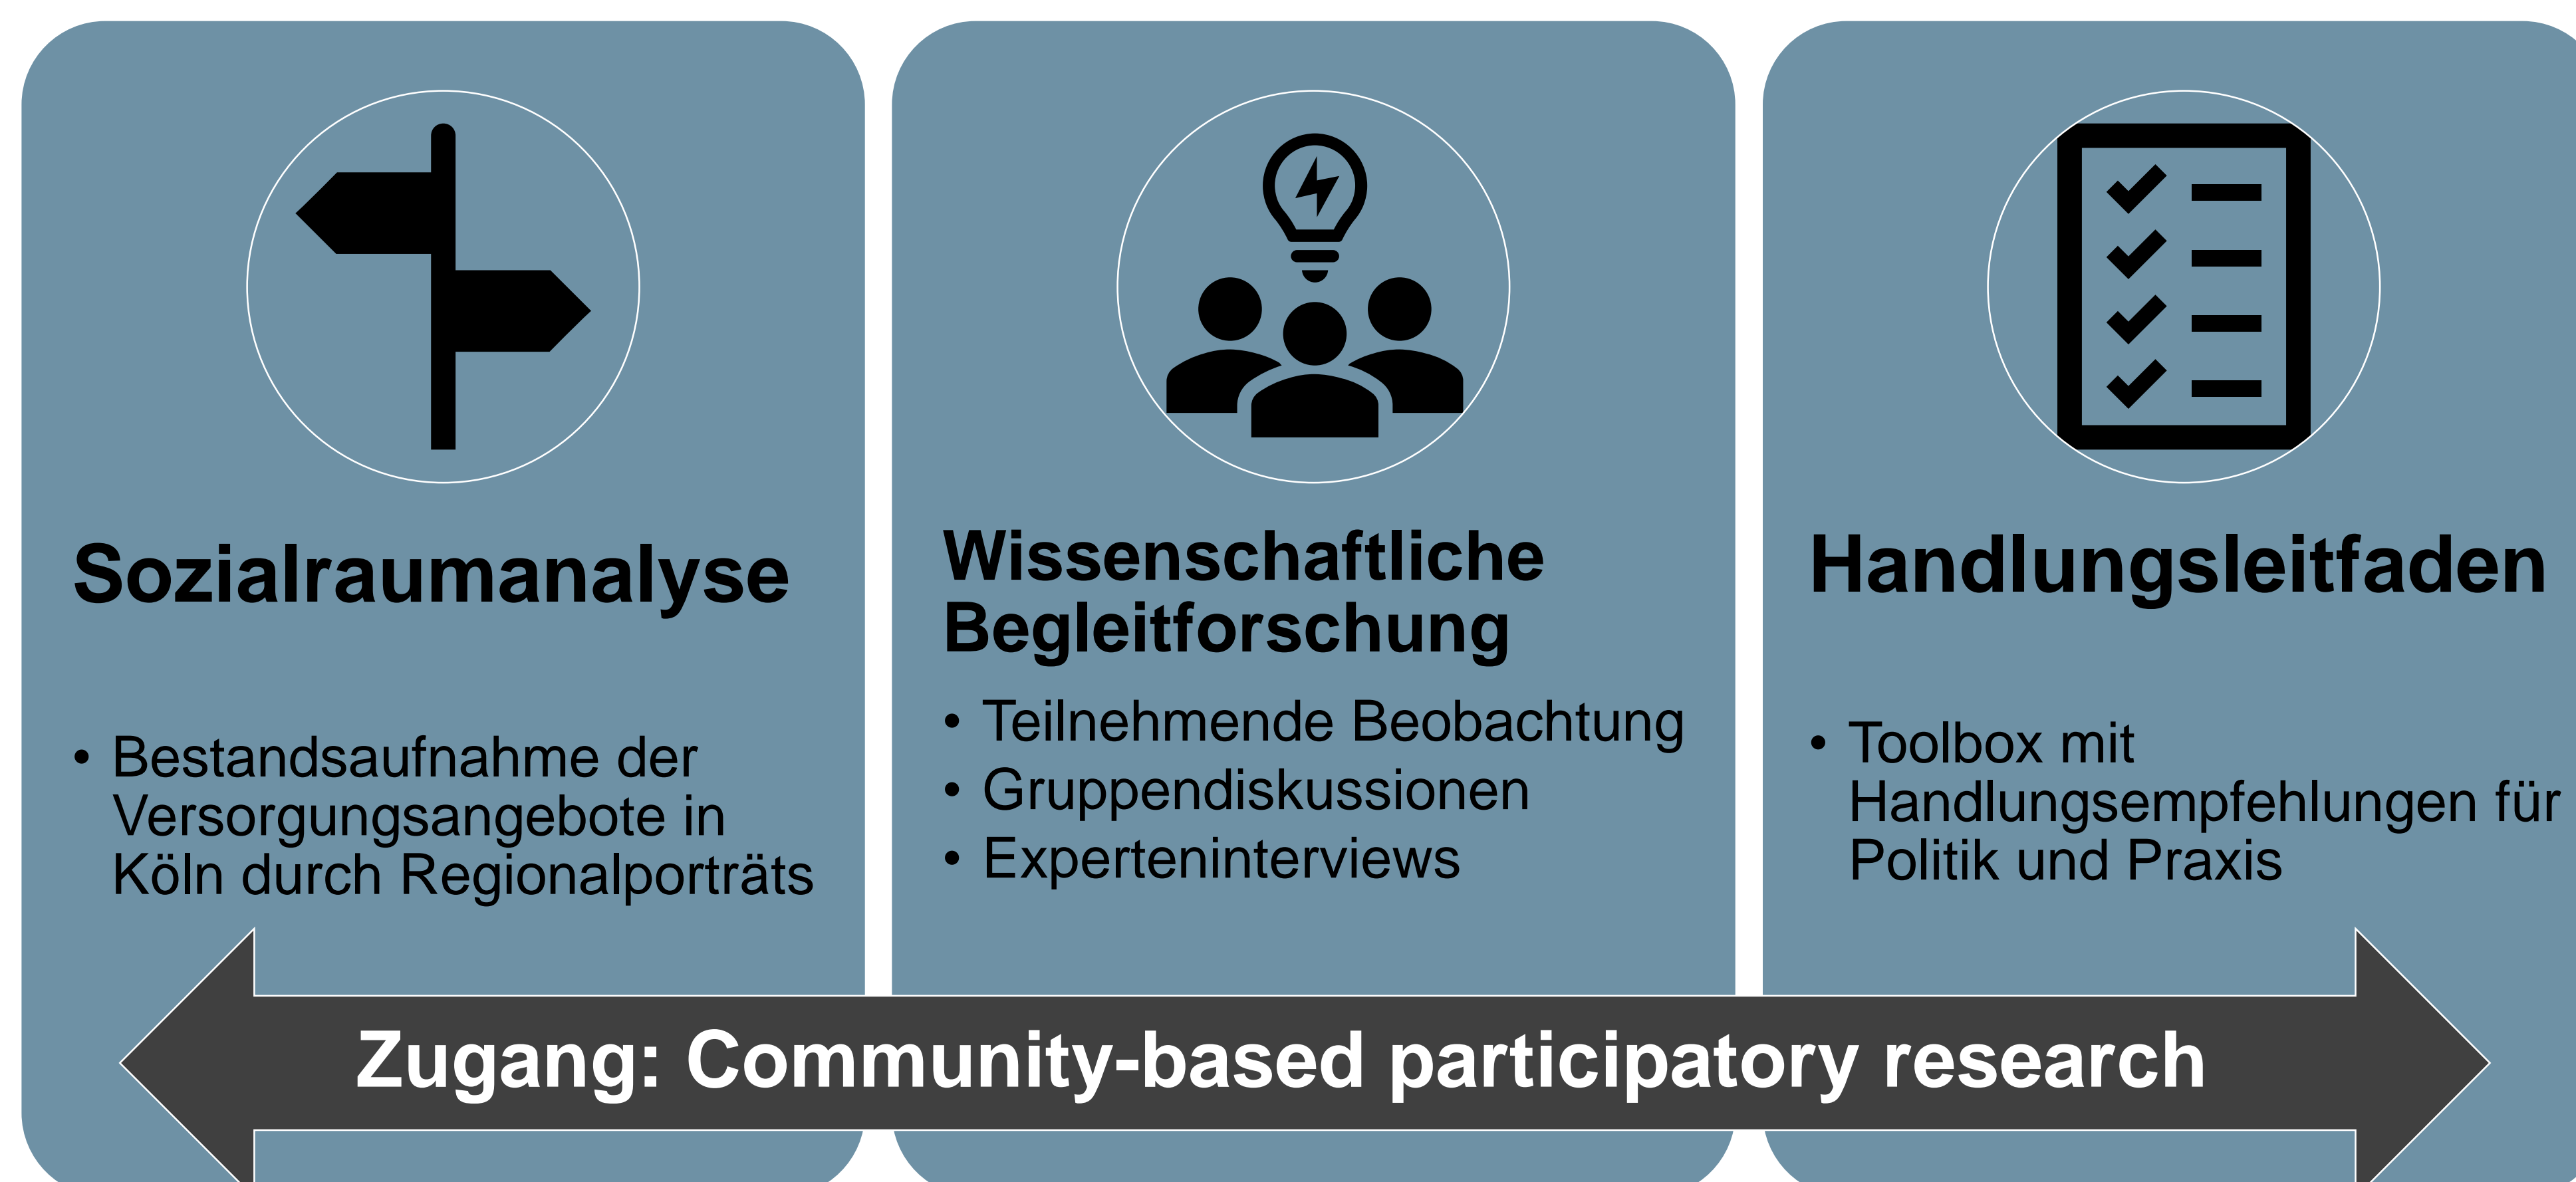 Sozialraumanalyse
• Bestandsaufnahme der
Versorgungsangebote in
Köln durch Regionalporträts
Wissenschaftliche
Begleitforschung
• Teilnehmende Beobachtung
• Gruppendiskussionen
• Experteninterviews
Handlungsleitfaden
• Toolbox mit
Handlungsempfehlungen für
Politik und Praxis
Zugang: Community-based participatory research